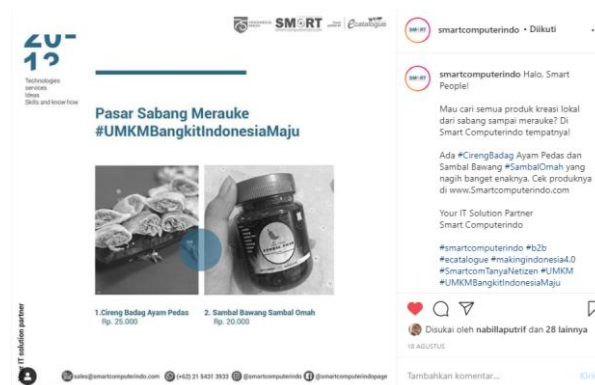 SMART
Ecatalogue
20-
12
Technologies
services
Ideas
Skills and know how
Pasar Sabang Merauke
#UMKMBangkitIndonesiaMaju
1.Cireng Badag Ayam Pedas
Rp. 25.000
2. Sambal Bawang Sambal Omah
Rp. 20.000
r IT solution partner
sales@smartcomputerindo.com
(+62) 21 5431 3933
@smartcomputerindo
@smartcomputerindopage
smartcomputerindo • Diikuti
smartcomputerindo Halo, Smart
People!
Mau cari semua produk kreasi lokal
dari sabang sampai merauke? Di
Smart Computerindo tempatnya!
Ada #CirengBadag Ayam Pedas dan
Sambal Bawang #SambalOmah yang
nagih banget enaknya. Cek produknya
di www.Smartcomputerindo.com
Your IT Solution Partner
Smart Computerindo
#smartcomputerindo #b2b
#ecatalogue #makingindonesia4.0
#SmartcomTanyaNetizen #UMKM
#UMKMBangkitIndonesiaMaju
Disukai oleh nabillaputrif dan 28 lainnya
18 AGUSTUS
Tambahkan komentar...